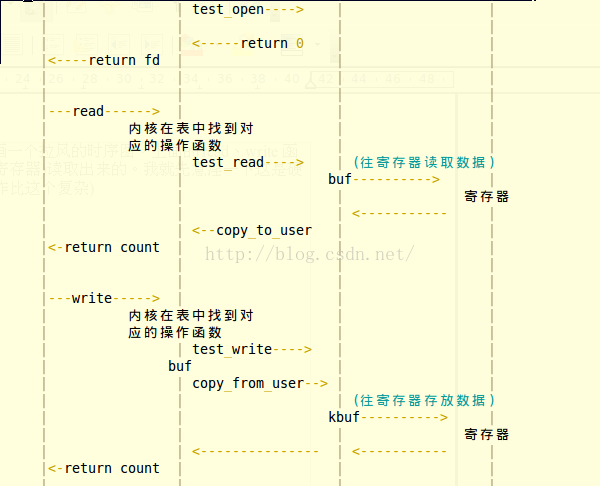 test_open---->
<-----return 0
<----return fd
---read------>
内核在表中找到对
应的操作函数
test_read---->
(往寄存器读取数据)
buf---------->
寄存器
<-----------
<--copy_to_user
<-return count
http://blog.csdn.net/
---write----->
内核在表中找到对
应的操作函数
test_write---->
buf
copy_from_user-->
(往寄存器存放数据)
kbuf---------->
寄存器
<--------------- <-----------
<-return count